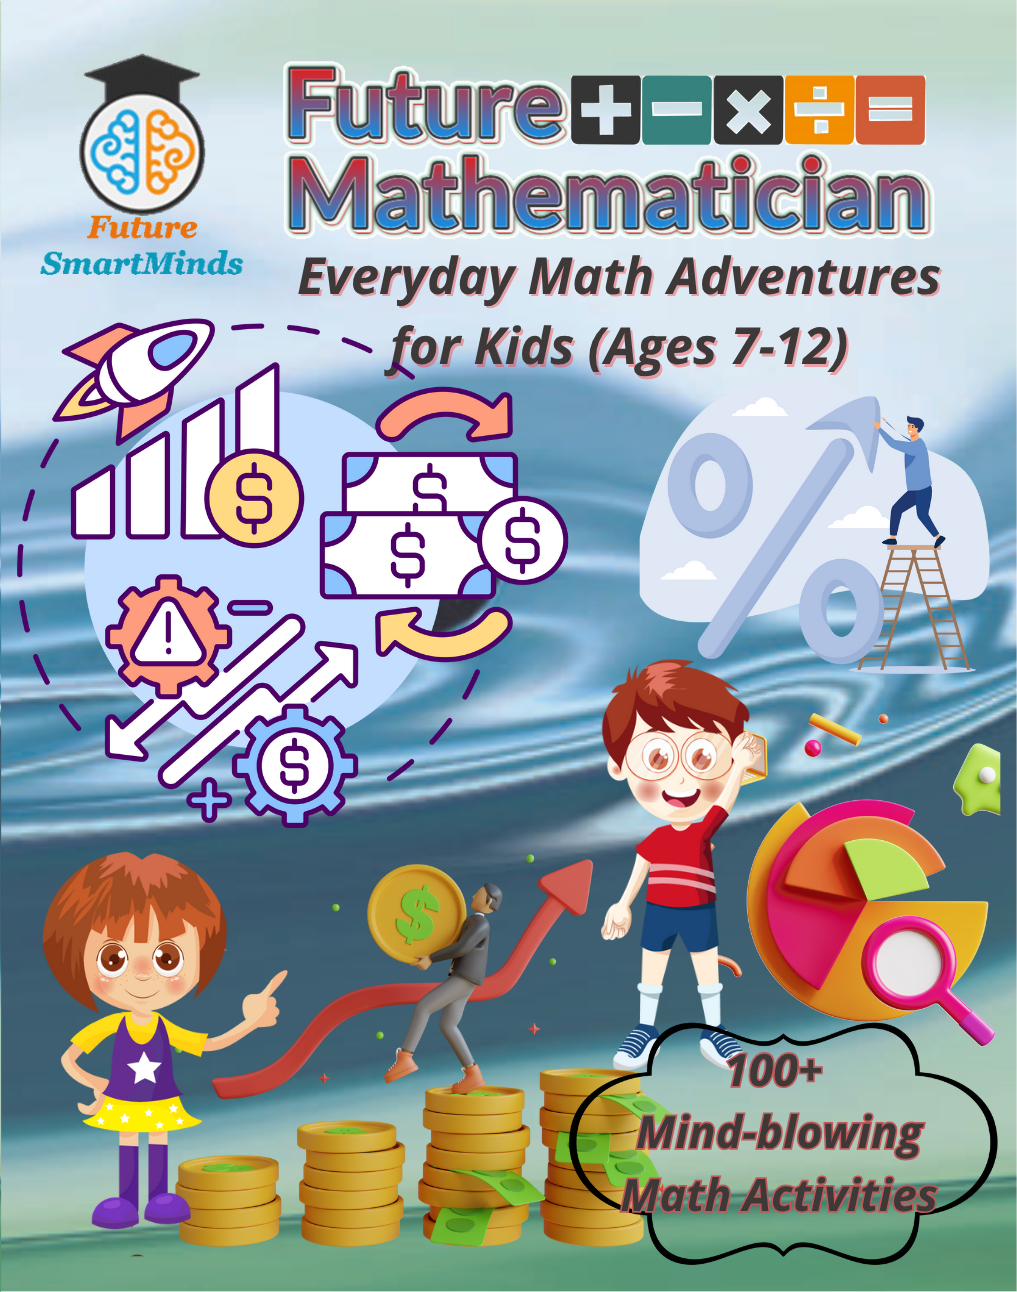 Future + − × ÷ =
Mathematician
Future
SmartMinds
Everyday Math Adventures
for Kids (Ages 7-12)
$
$
$
$
%
!
$
$
100+
Mind-blowing
Math Activities